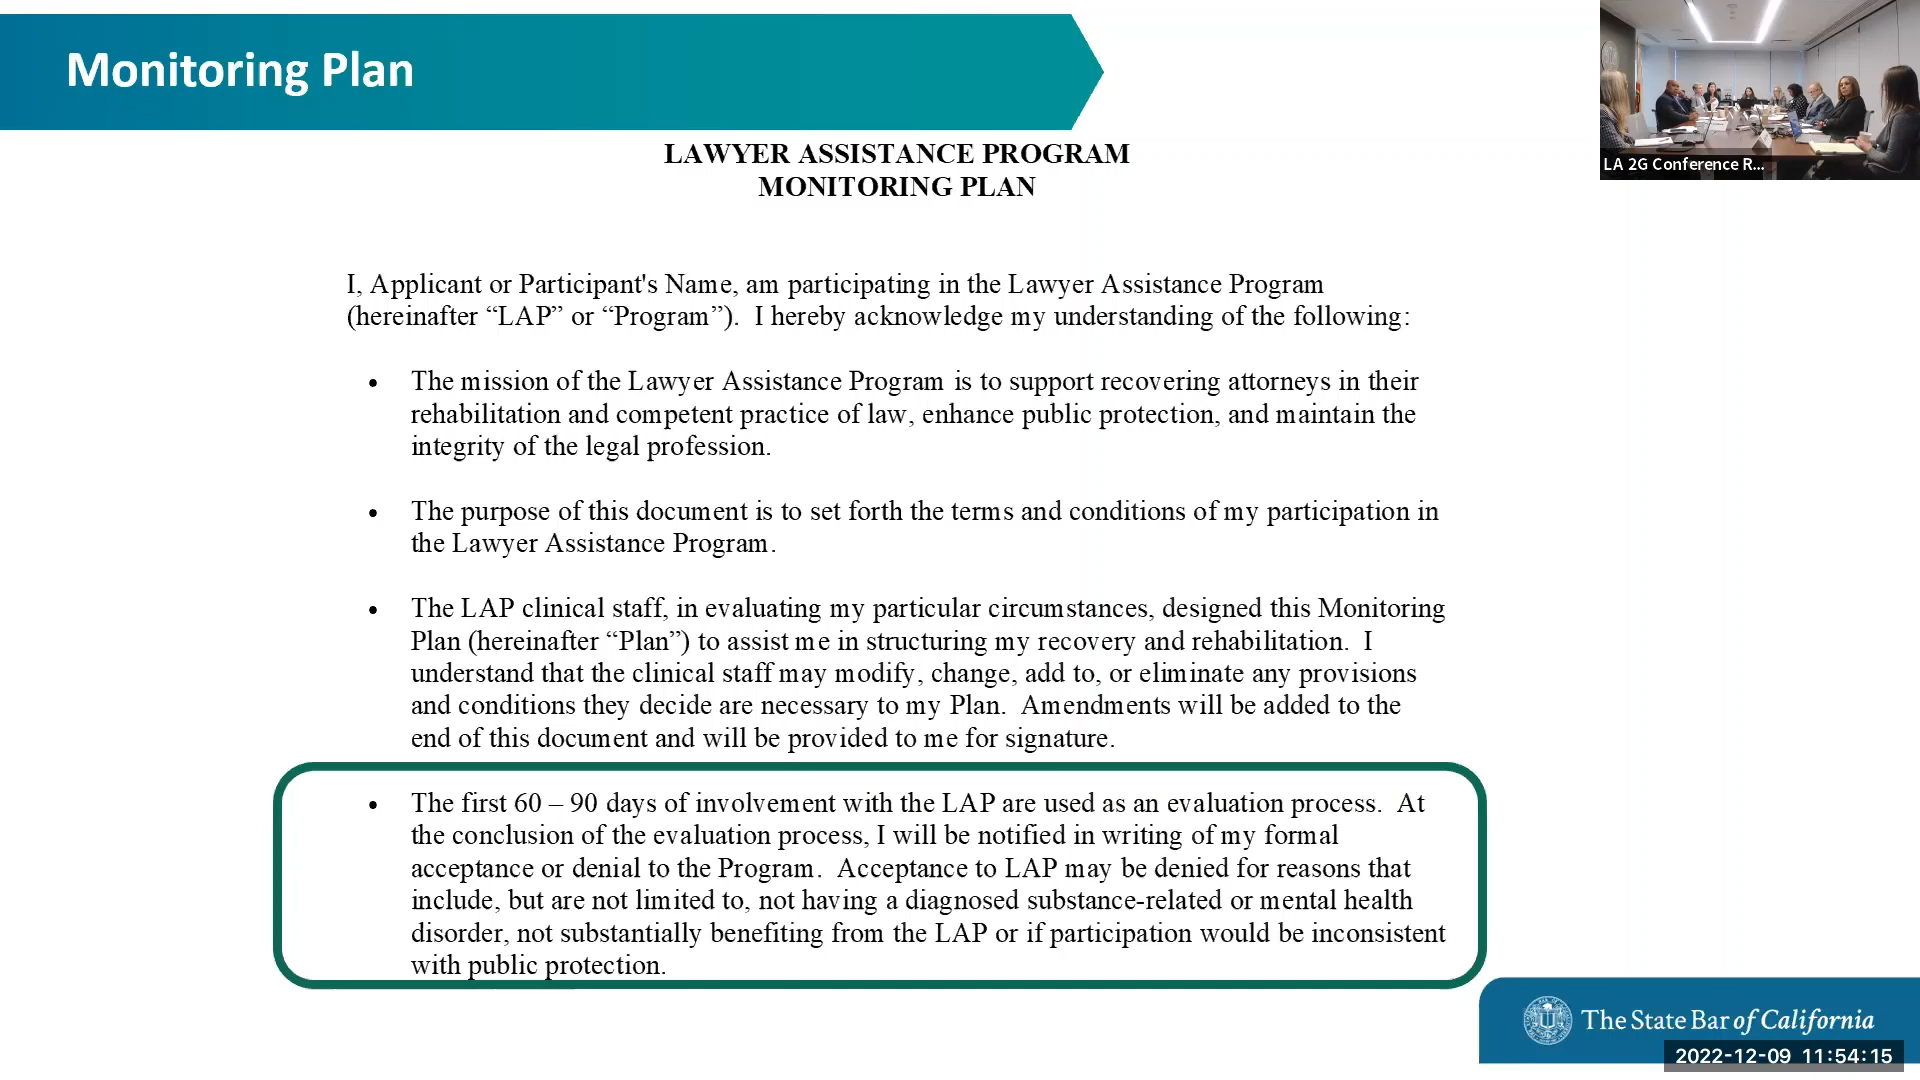 Monitoring Plan
LA 2G Conference R...
LAWYER ASSISTANCE PROGRAM
MONITORING PLAN
I, Applicant or Participant's Name, am participating in the Lawyer Assistance Program
(hereinafter “LAP” or “Program”).  I hereby acknowledge my understanding of the following:
• The mission of the Lawyer Assistance Program is to support recovering attorneys in their
rehabilitation and competent practice of law, enhance public protection, and maintain the
integrity of the legal profession.
• The purpose of this document is to set forth the terms and conditions of my participation in
the Lawyer Assistance Program.
• The LAP clinical staff, in evaluating my particular circumstances, designed this Monitoring
Plan (hereinafter “Plan”) to assist me in structuring my recovery and rehabilitation.  I
understand that the clinical staff may modify, change, add to, or eliminate any provisions
and conditions they decide are necessary to my Plan.  Amendments will be added to the
end of this document and will be provided to me for signature.
• The first 60 – 90 days of involvement with the LAP are used as an evaluation process.  At
the conclusion of the evaluation process, I will be notified in writing of my formal
acceptance or denial to the Program.  Acceptance to LAP may be denied for reasons that
include, but are not limited to, not having a diagnosed substance-related or mental health
disorder, not substantially benefiting from the LAP or if participation would be inconsistent
with public protection.
The State Bar of California
2022-12-09 11:54:15